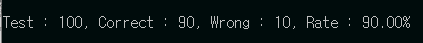 Test : 100, Correct : 90, Wrong : 10, Rate : 90.00%